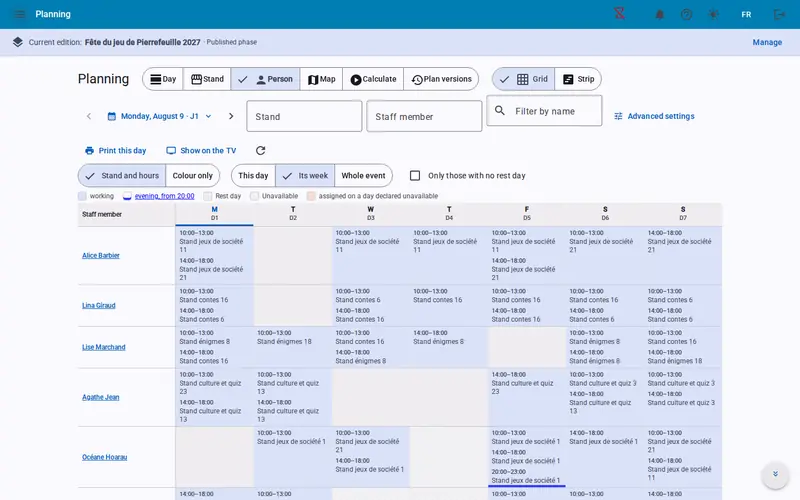 Planning
FR
Current edition: Fête du jeu de Pierrefeuille 2027 · Published phase
Manage
Planning
Day
Stand
Person
Map
Calculate
Plan versions
Grid
Strip
Monday, August 9 · J1
Stand
Staff member
Filter by name
Advanced settings
Print this day
Show on the TV
Stand and hours
Colour only
This day
Its week
Whole event
Only those with no rest day
working
evening, from 20:00
Rest day
Unavailable
assigned on a day declared unavailable
Staff member
M
D1
T
D2
W
D3
T
D4
F
D5
S
D6
S
D7
Alice Barbier
10:00–13:00
Stand jeux de société
11
14:00–18:00
Stand jeux de société
21
10:00–13:00
Stand jeux de société
11
10:00–13:00
Stand jeux de société
11
10:00–13:00
Stand jeux de société
11
14:00–18:00
Stand jeux de société
21
10:00–13:00
Stand jeux de société
21
14:00–18:00
Stand jeux de société
21
Lina Giraud
10:00–13:00
Stand contes 16
14:00–18:00
Stand contes 6
10:00–13:00
Stand contes 6
14:00–18:00
Stand contes 16
10:00–13:00
Stand contes 16
10:00–13:00
Stand contes 16
14:00–18:00
Stand contes 16
10:00–13:00
Stand contes 16
14:00–18:00
Stand contes 6
10:00–13:00
Stand contes 6
14:00–18:00
Stand contes 6
Lise Marchand
10:00–13:00
Stand énigmes 8
14:00–18:00
Stand contes 16
10:00–13:00
Stand énigmes 18
10:00–13:00
Stand contes 16
14:00–18:00
Stand énigmes 8
14:00–18:00
Stand énigmes 8
10:00–13:00
Stand énigmes 8
14:00–18:00
Stand énigmes 8
10:00–13:00
Stand énigmes 8
14:00–18:00
Stand énigmes 18
Agathe Jean
10:00–13:00
Stand culture et quiz
23
14:00–18:00
Stand culture et quiz
13
10:00–13:00
Stand culture et quiz
13
14:00–18:00
Stand culture et quiz
13
14:00–18:00
Stand culture et quiz
23
10:00–13:00
Stand culture et quiz 3
14:00–18:00
Stand culture et quiz
13
10:00–13:00
Stand culture et quiz 3
14:00–18:00
Stand culture et quiz 3
Océane Hoarau
10:00–13:00
Stand jeux de société 1
10:00–13:00
Stand jeux de société
21
14:00–18:00
Stand jeux de société 1
10:00–13:00
Stand jeux de société 1
14:00–18:00
Stand jeux de société 1
20:00–23:00
Stand jeux de société 1
14:00–18:00
Stand jeux de société 1
10:00–13:00
Stand jeux de société
21
14:00–18:00
Stand jeux de société
11
14:00–18:00
10:00–13:00
10:00–13:00
10:00–13:00
10:00–13:00